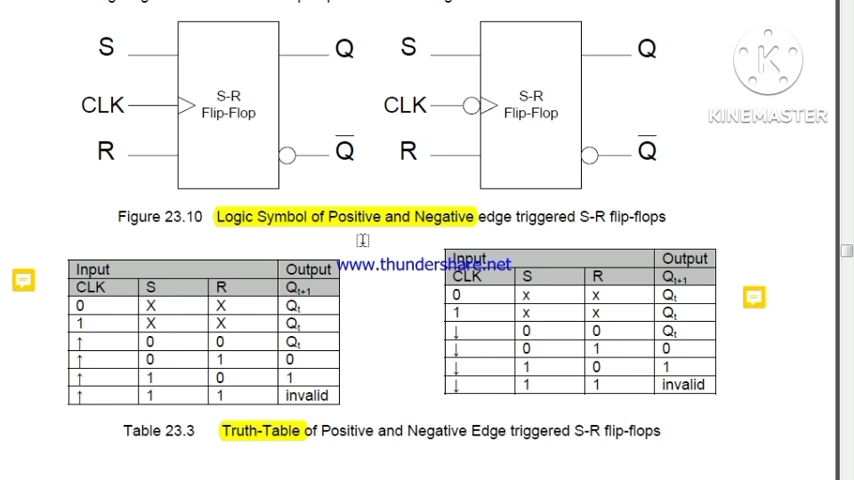 S Q S Q
CLK S-R Flip-Flop CLK S-R Flip-Flop
R Q̅ R Q̅
KINEMASTER
Figure 23.10 Logic Symbol of Positive and Negative edge triggered S-R flip-flops
www.thundershare.net
Input Output
CLK S R Qt+1
0 X X Qt
1 X X Qt
↑ 0 0 Qt
↑ 0 1 0
↑ 1 0 1
↑ 1 1 invalid
Input Output
CLK S R Qt+1
0 x x Qt
1 x x Qt
↓ 0 0 Qt
↓ 0 1 0
↓ 1 0 1
↓ 1 1 invalid
Table 23.3 Truth-Table of Positive and Negative Edge triggered S-R flip-flops